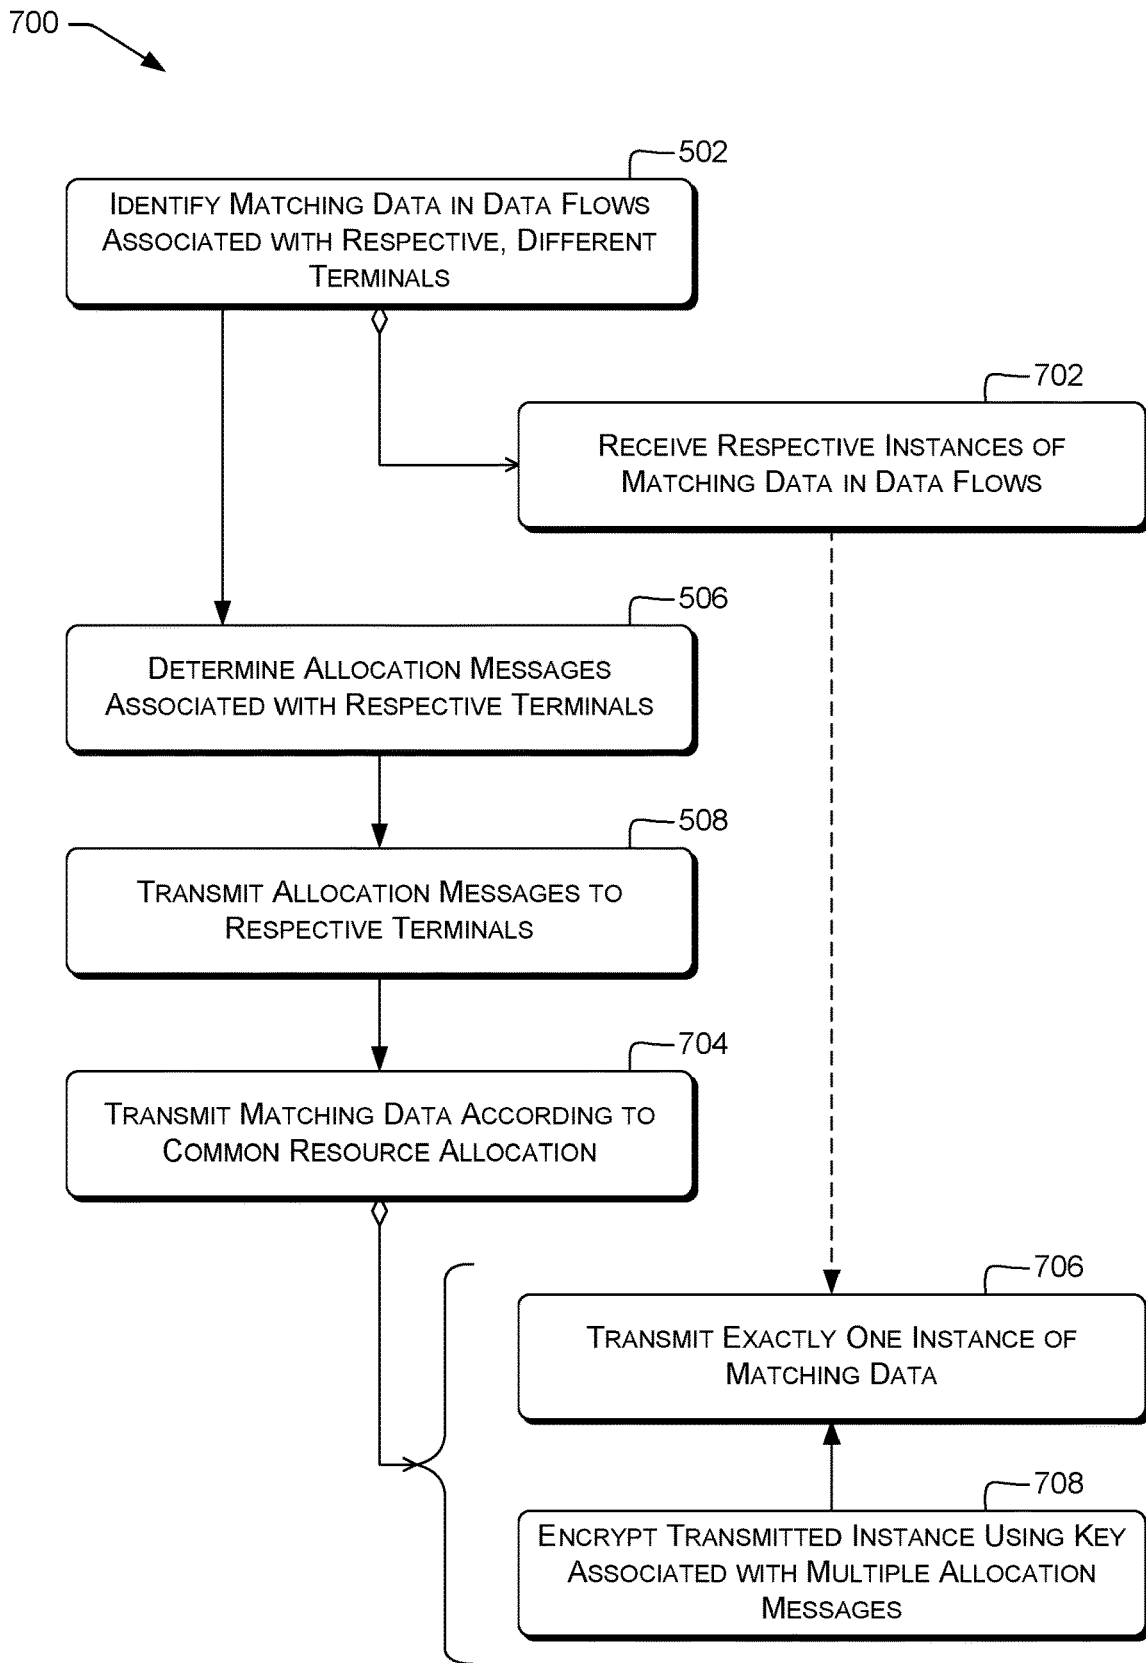 700
502
IDENTIFY MATCHING DATA IN DATA FLOWS
ASSOCIATED WITH RESPECTIVE, DIFFERENT
TERMINALS
702
RECEIVE RESPECTIVE INSTANCES OF
MATCHING DATA IN DATA FLOWS
506
DETERMINE ALLOCATION MESSAGES
ASSOCIATED WITH RESPECTIVE TERMINALS
508
TRANSMIT ALLOCATION MESSAGES TO
RESPECTIVE TERMINALS
704
TRANSMIT MATCHING DATA ACCORDING TO
COMMON RESOURCE ALLOCATION
706
TRANSMIT EXACTLY ONE INSTANCE OF
MATCHING DATA
708
ENCRYPT TRANSMITTED INSTANCE USING KEY
ASSOCIATED WITH MULTIPLE ALLOCATION
MESSAGES